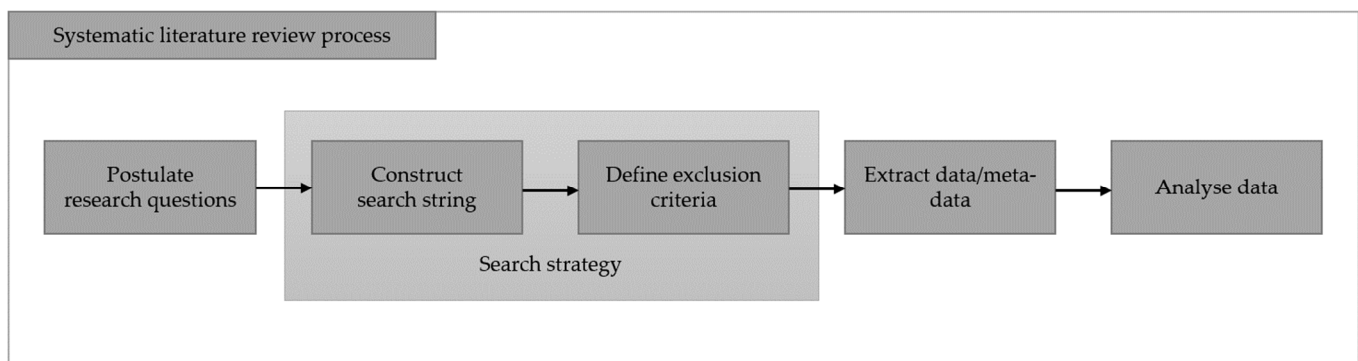 Systematic literature review process
Postulate
research questions
Construct
search string
Define exclusion
criteria
Extract data/meta-
data
Analyse data
Search strategy